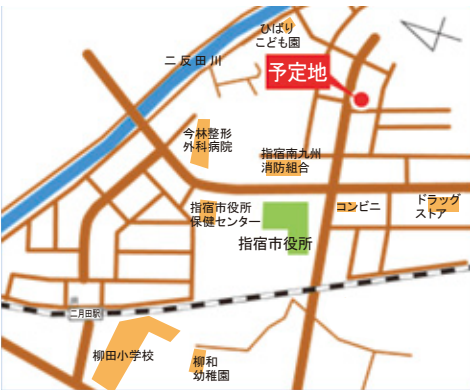 ひばり
こども園
二反田川
予定地
今林整形
外科病院
指宿南九州
消防組合
指宿市役所
保健センター
コンビニ
ドラッグ
ストア
指宿市役所
二月田駅
柳田小学校
柳和
幼稚園